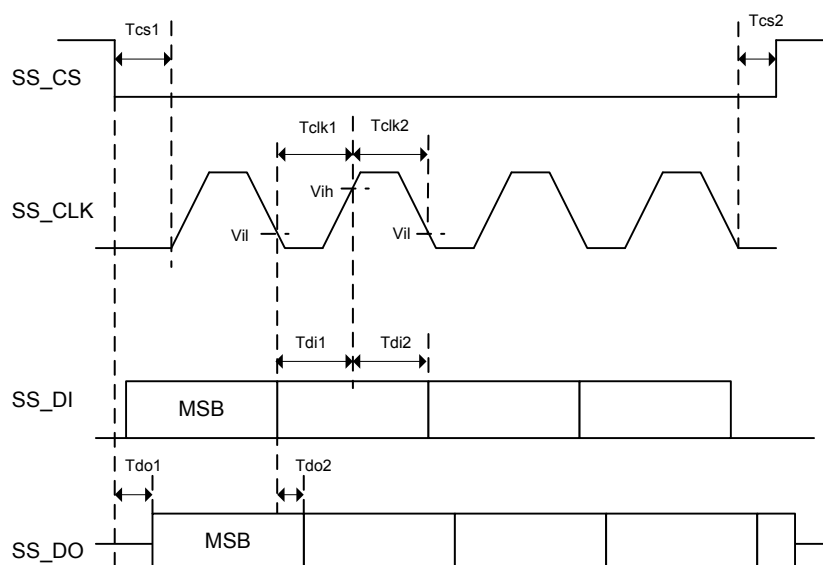 Tcs1
Tcs2
SS_CS
Tclk1
Tclk2
Vih
SS_CLK
Vil
Vil
Tdi1
Tdi2
SS_DI
MSB
Tdo1
Tdo2
SS_DO
MSB